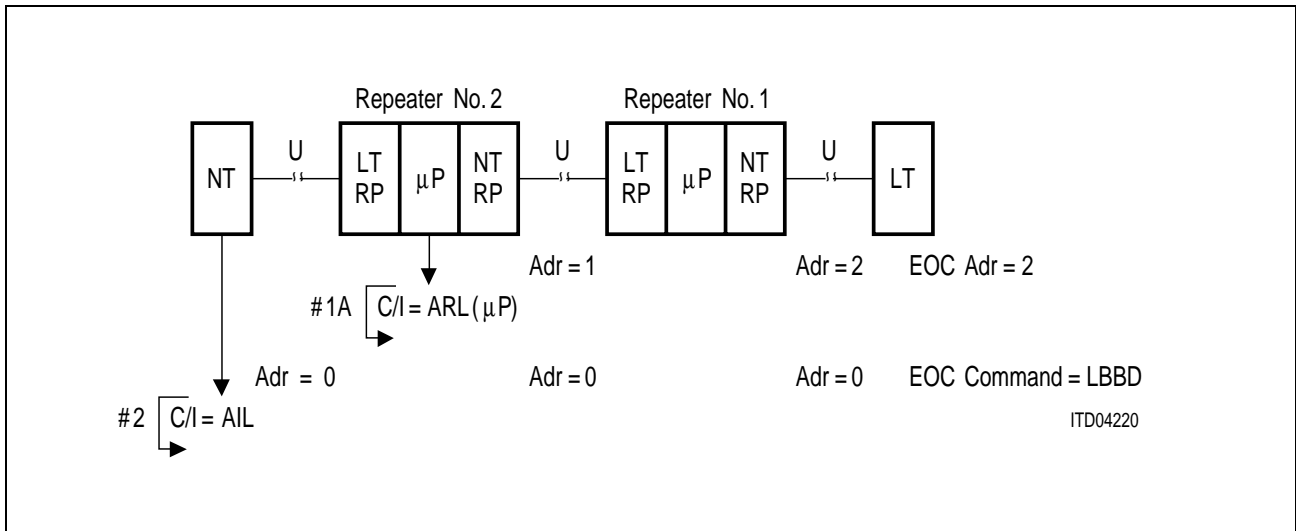 Repeater No. 2
Repeater No. 1
NT
U
LT
RP
µP
NT
RP
U
LT
RP
µP
NT
RP
U
LT
Adr = 1
Adr = 2
EOC Adr = 2
#1A
C/I = ARL (µP)
Adr = 0
Adr = 0
Adr = 0
EOC Command = LBBD
#2
C/I = AIL
ITD04220